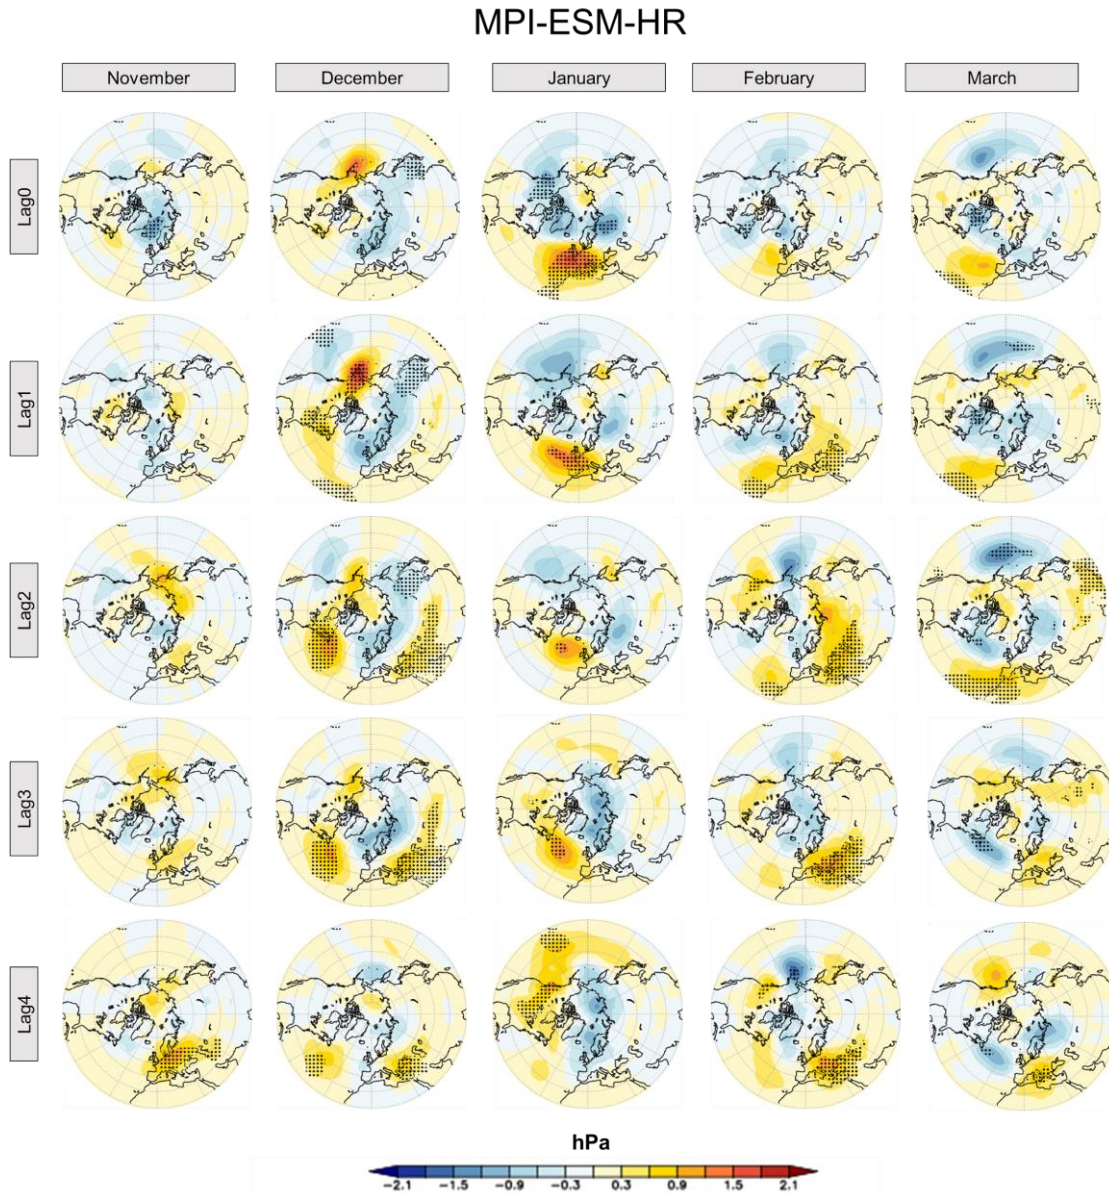 MPI-ESM-HR
November December January February March
Lag0
Lag1
Lag2
Lag3
Lag4
hPa
−2.1 −1.5 −0.9 −0.3 0.3 0.9 1.5 2.1